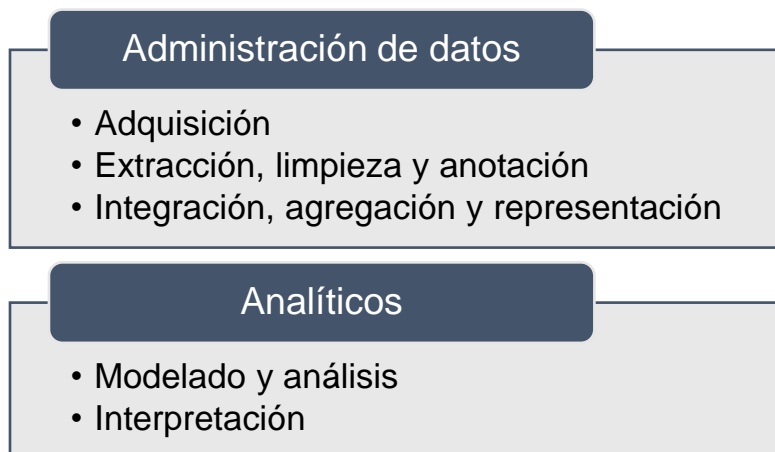 Administración de datos
• Adquisición
• Extracción, limpieza y anotación
• Integración, agregación y representación
Analíticos
• Modelado y análisis
• Interpretación